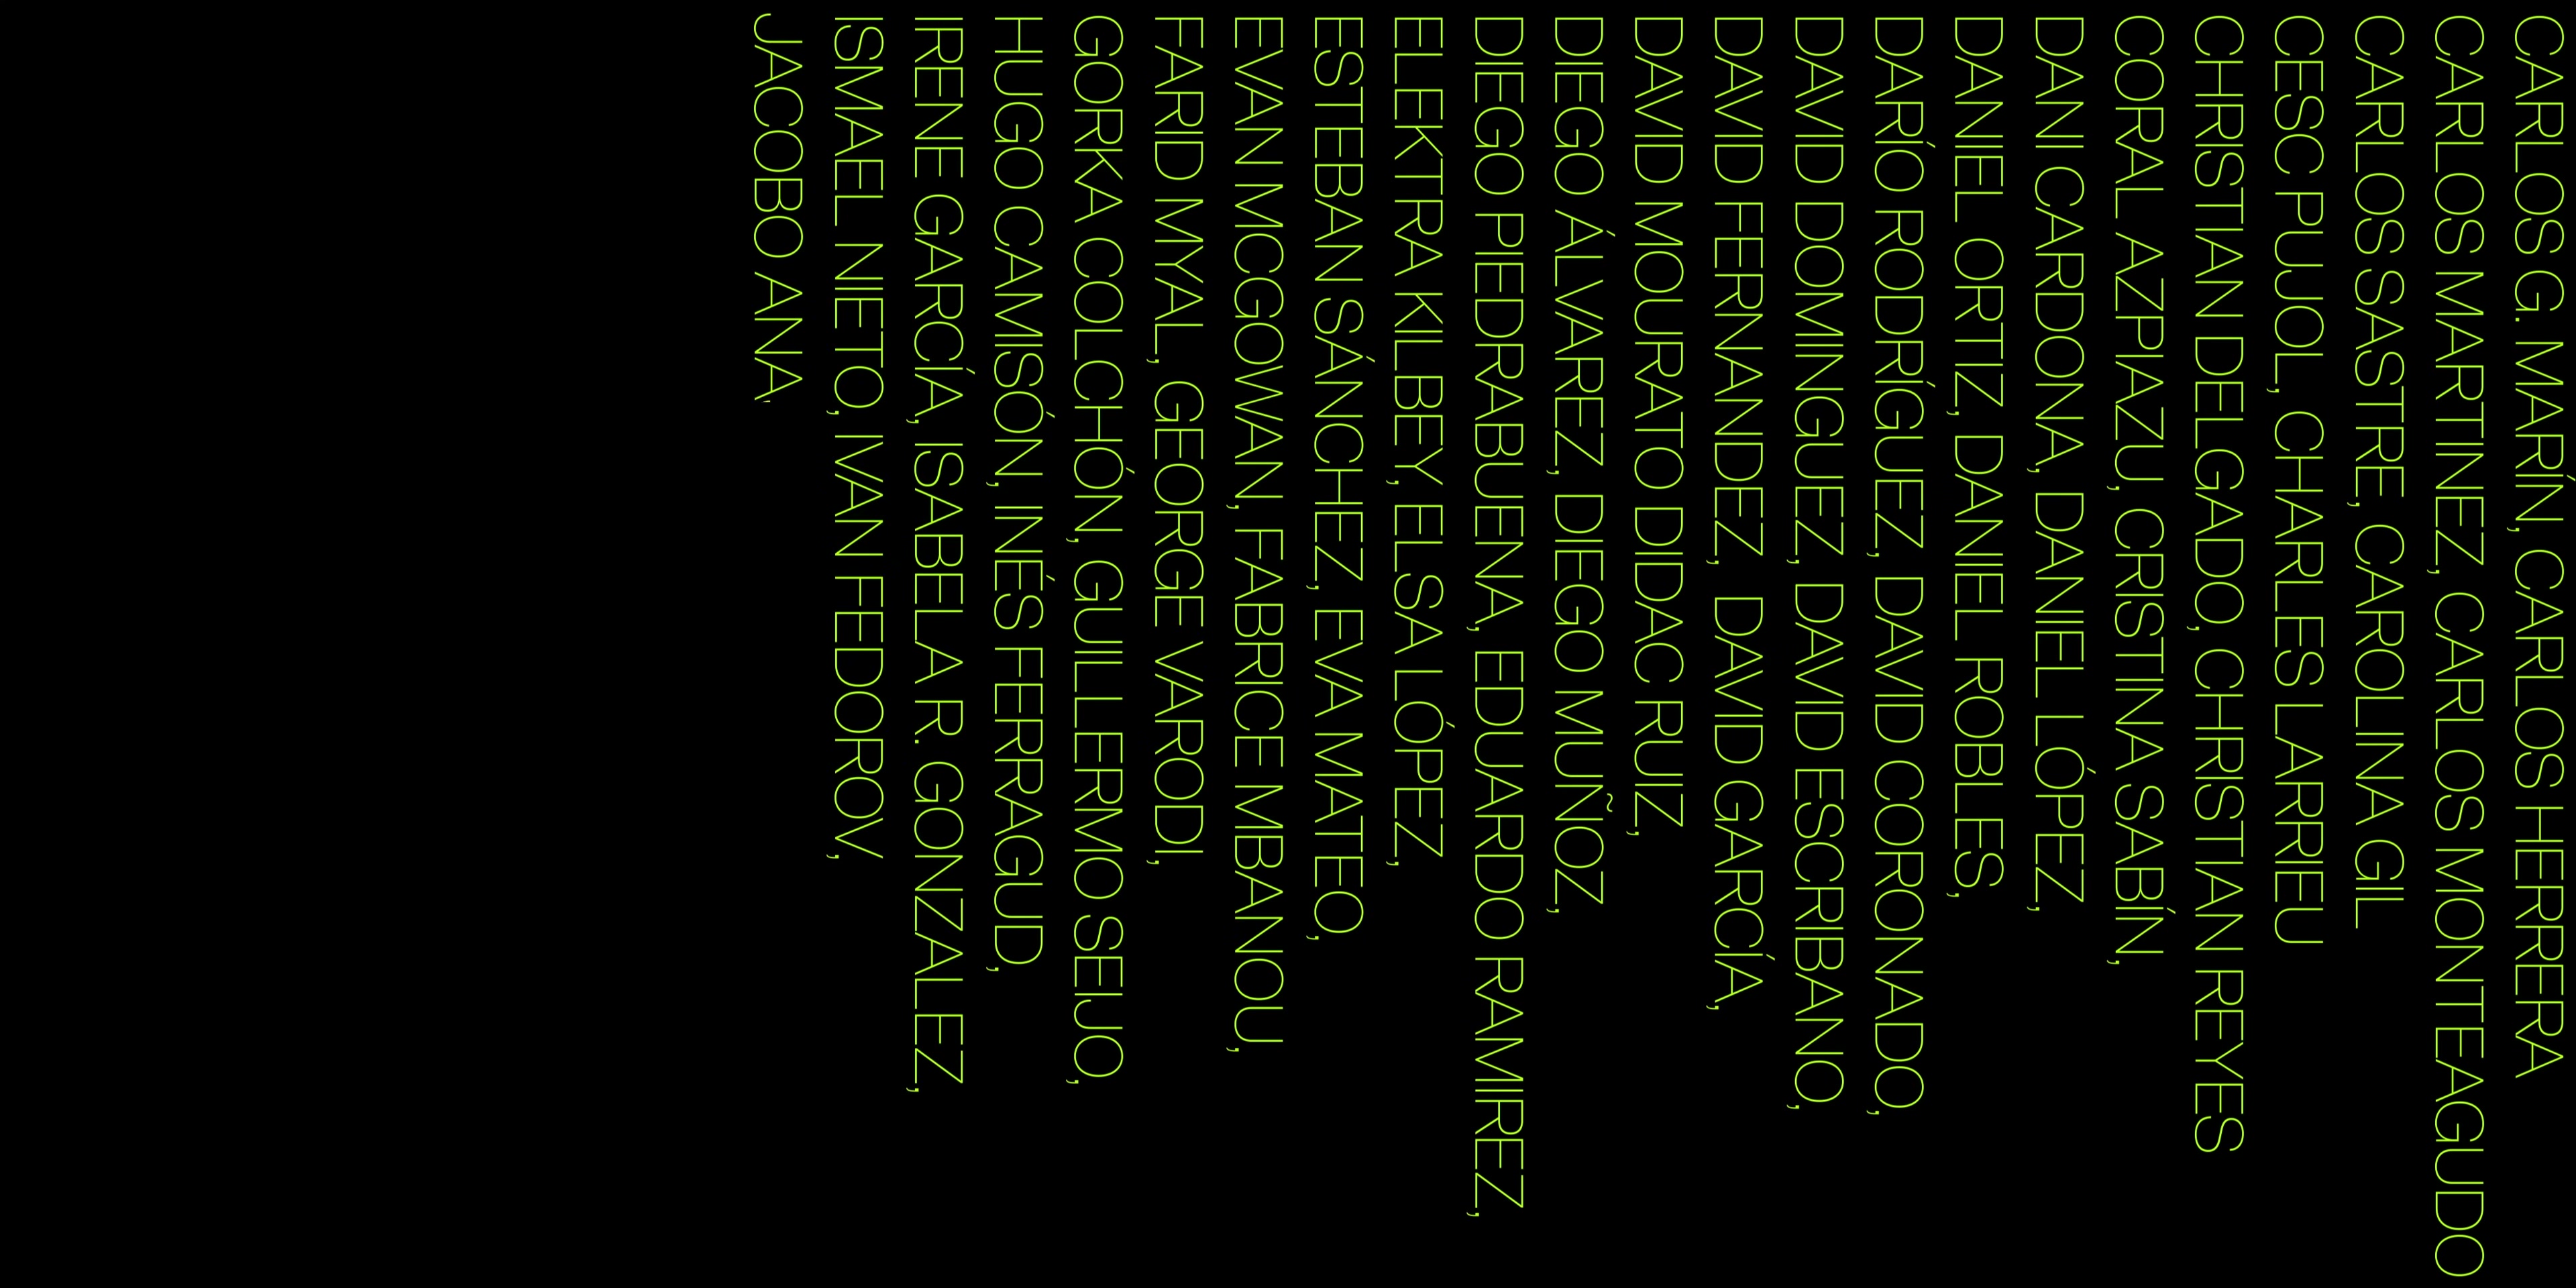 CARLOS G. MARÍN, CARLOS HERRERA
CARLOS MARTINEZ, CARLOS MONTEAGUDO
CARLOS SASTRE, CAROLINA GIL
CESC PUJOL, CHARLES LARRIEU
CHRISTIAN DELGADO, CHRISTIAN REYES
CORAL AZPIAZU, CRISTINA SABÍN,
DANI CARDONA, DANIEL LÓPEZ,
DANIEL ORTIZ, DANIEL ROBLES,
DARÍO RODRÍGUEZ, DAVID CORONADO,
DAVID DOMINGUEZ, DAVID ESCRIBANO,
DAVID FERNANDEZ, DAVID GARCÍA,
DAVID MOURATO DIDAC RUIZ,
DIEGO ÁLVAREZ, DIEGO MUÑOZ,
DIEGO PIEDRABUENA, EDUARDO RAMIREZ,
ELEKTRA KILBEY, ELSA LÓPEZ,
ESTEBAN SÁNCHEZ, EVA MATEO,
EVAN MCGOWAN, FABRICE MBANOU,
FARID MYAL, GEORGE VARODI,
GORKA COLCHÓN, GUILLERMO SEIJO,
HUGO CAMISÓN, INÉS FERRAGUD,
IRENE GARCÍA, ISABELA R. GONZALEZ,
ISMAEL NIETO, IVAN FEDOROV,
JACOBO ANA